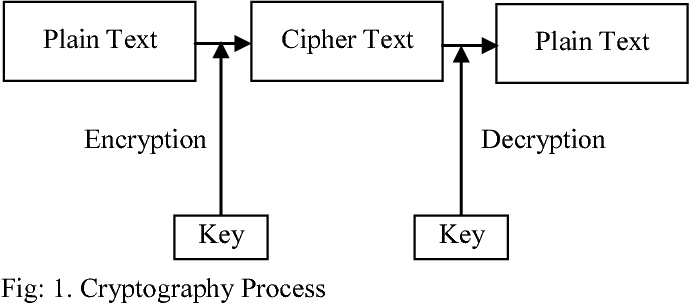 Plain Text
Cipher Text
Plain Text
Encryption
Decryption
Key
Key
Fig: 1. Cryptography Process